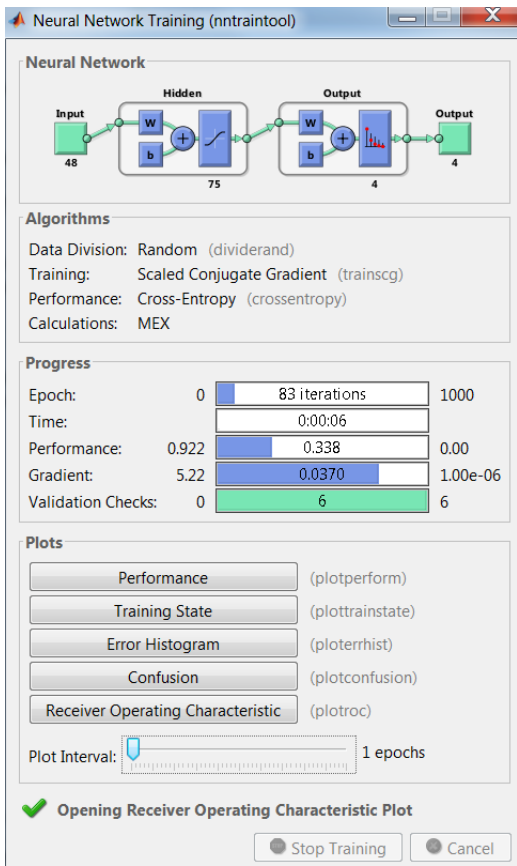 Neural Network Training (nntraintool)
Neural Network
Hidden
Output
Input
W
b
W
b
Output
48
75
4
4
Algorithms
Data Division: Random (dividerand)
Training: Scaled Conjugate Gradient (trainscg)
Performance: Cross-Entropy (crossentropy)
Calculations: MEX
Progress
Epoch: 0 83 iterations 1000
Time: 0:00:06
Performance: 0.922 0.338 0.00
Gradient: 5.22 0.0370 1.00e-06
Validation Checks: 0 6 6
Plots
Performance (plotperform)
Training State (plottrainstate)
Error Histogram (ploterrhist)
Confusion (plotconfusion)
Receiver Operating Characteristic (plotroc)
Plot Interval: 1 epochs
Opening Receiver Operating Characteristic Plot
Stop Training Cancel